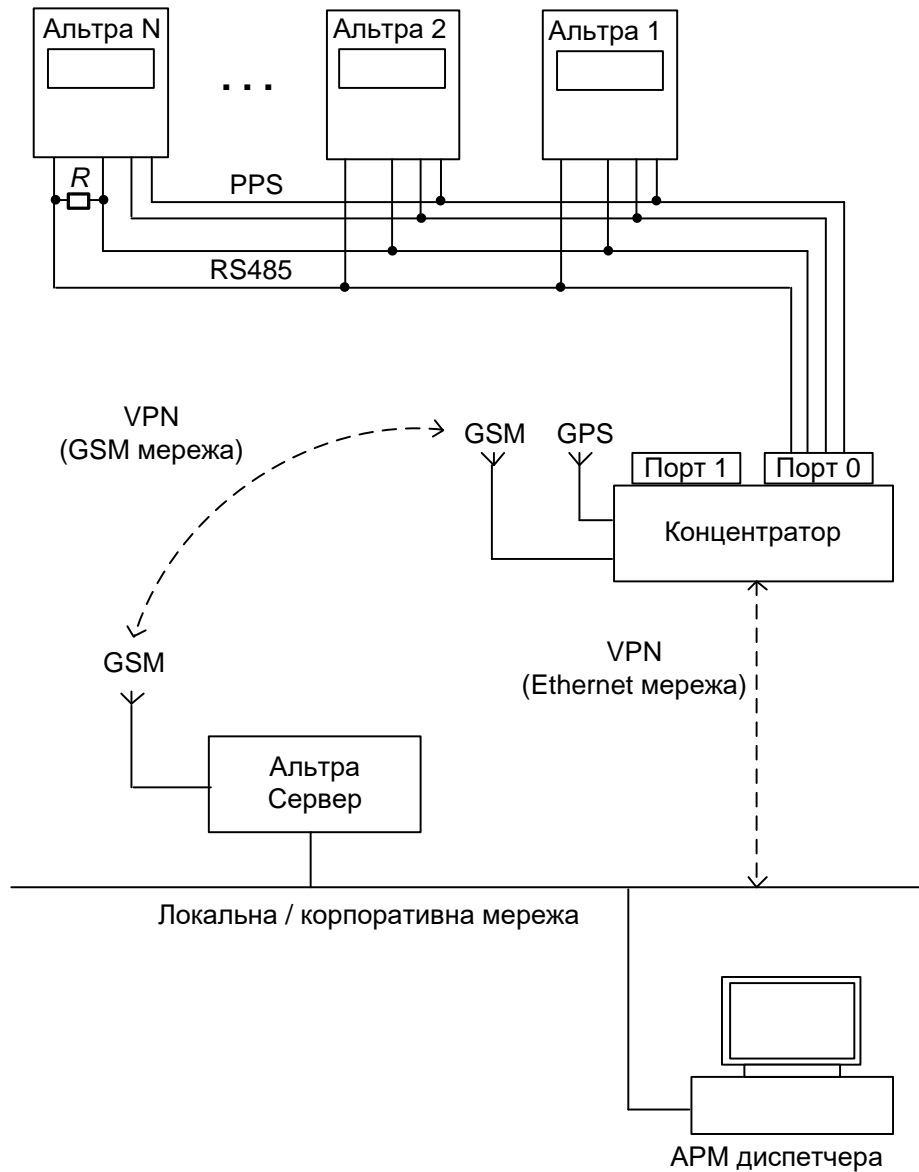 Альтра N
Альтра 2
Альтра 1
. . .
R
PPS
RS485
VPN
(GSM мережа)
GSM
GPS
Порт 1
Порт 0
Концентратор
GSM
VPN
(Ethernet мережа)
Альтра
Сервер
Локальна / корпоративна мережа
АРМ диспетчера